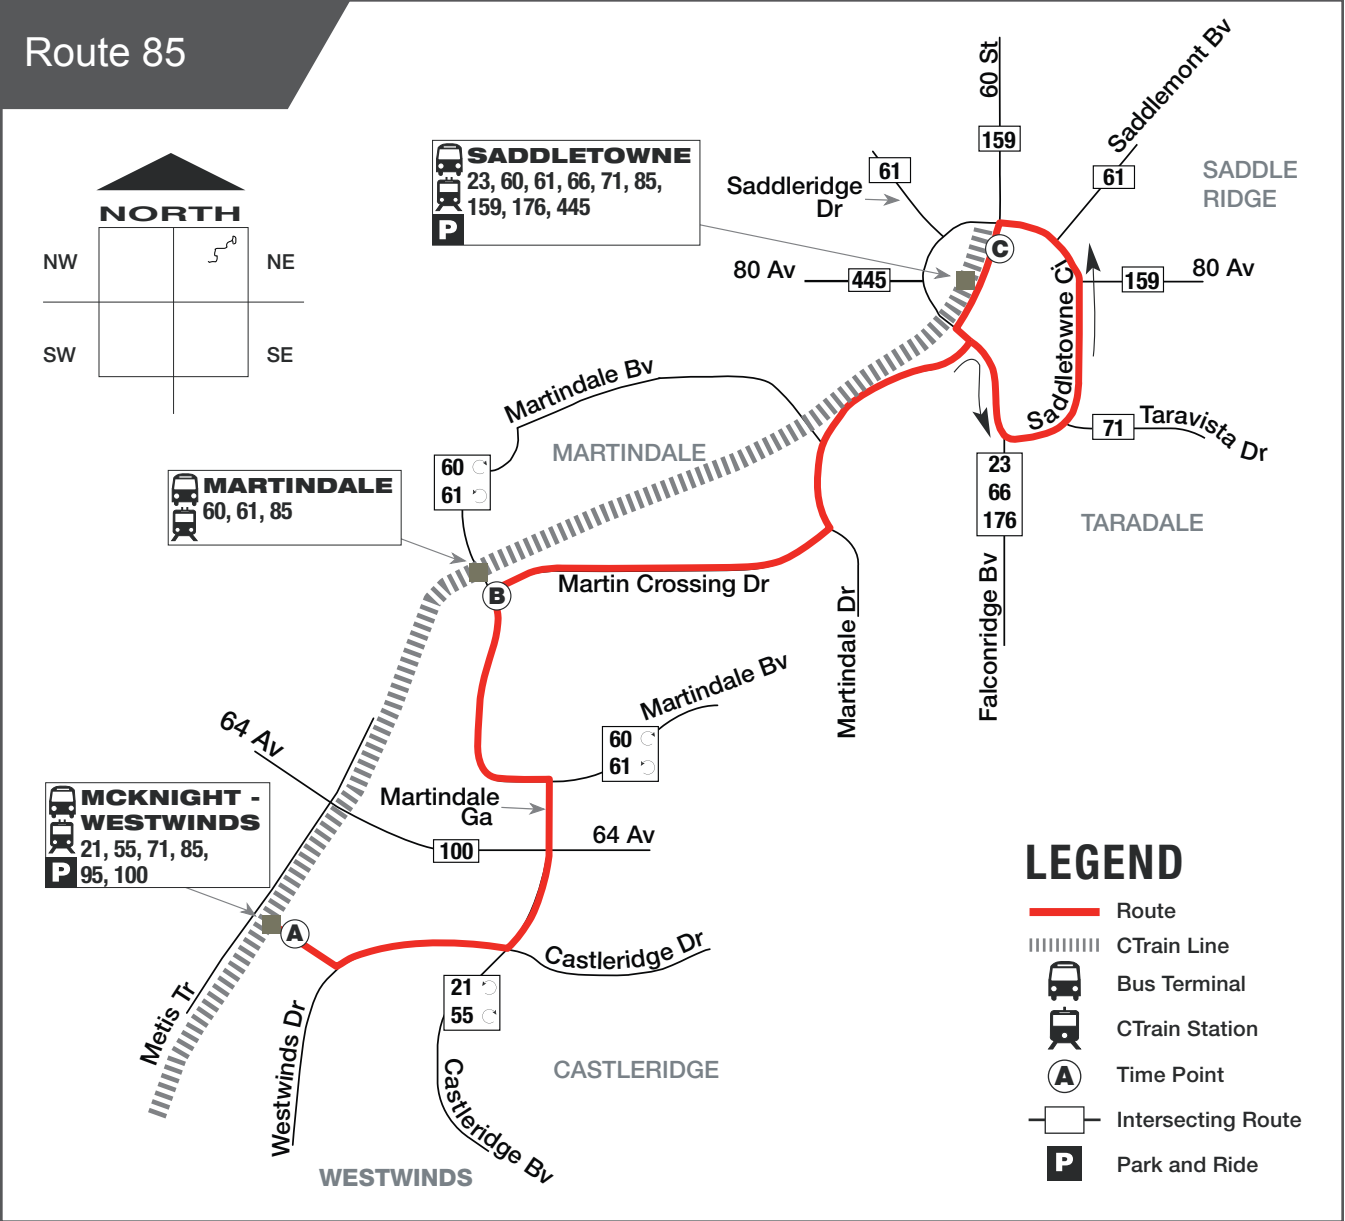 Route 85
NORTH
NW
NE
SW
SE
SADDLETOWNE
23, 60, 61, 66, 71, 85,
159, 176, 445
P
60 St
159
Saddlemont Bv
61
SADDLE
RIDGE
61
Saddleridge
Dr
C
80 Av
445
159
80 Av
Saddletowne Ci
71
Taravista Dr
23
66
176
Falconridge Bv
TARADALE
Martindale Bv
MARTINDALE
60
61
MARTINDALE
60, 61, 85
B
Martin Crossing Dr
Martindale Dr
Martindale Bv
60
61
64 Av
Martindale
Ga
100
64 Av
MCKNIGHT -
WESTWINDS
21, 55, 71, 85,
95, 100
P
A
Castleridge Dr
21
55
Metis Tr
Westwinds Dr
Castleridge Bv
CASTLERIDGE
WESTWINDS
LEGEND
Route
CTrain Line
Bus Terminal
CTrain Station
A Time Point
Intersecting Route
P Park and Ride